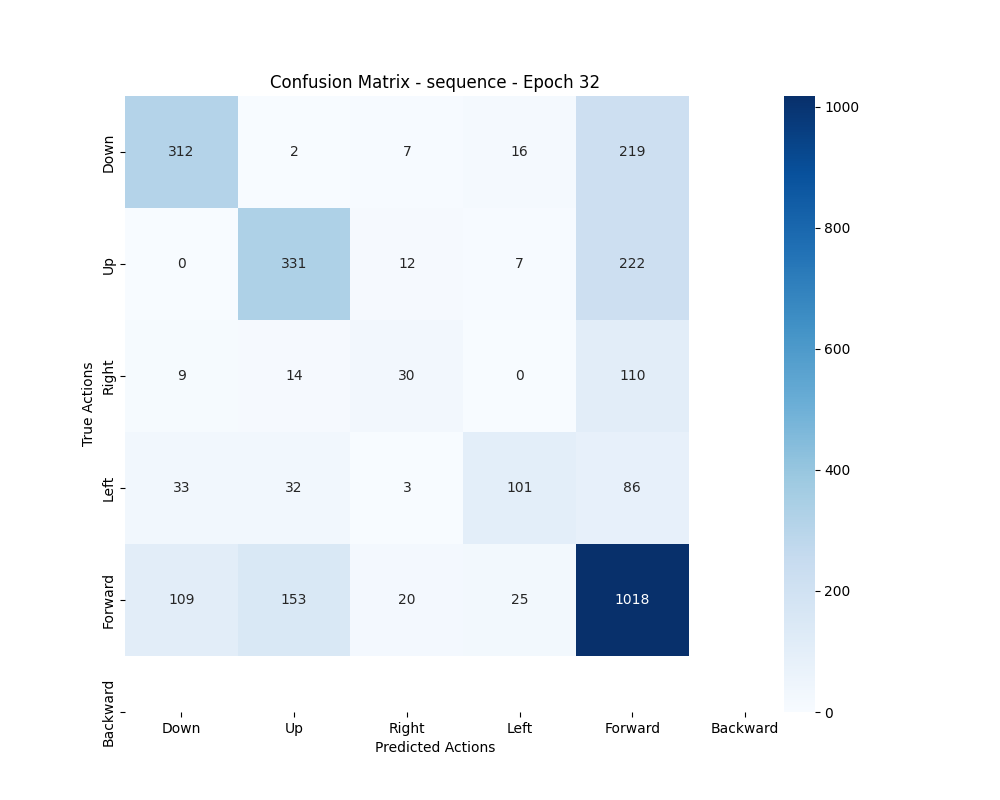 Confusion Matrix - sequence - Epoch 32
True Actions
Down
312 2 7 16 219
Up
0 331 12 7 222
Right
9 14 30 0 110
Left
33 32 3 101 86
Forward
109 153 20 25 1018
Backward
Down Up Right Left Forward Backward
Predicted Actions
1000
800
600
400
200
0